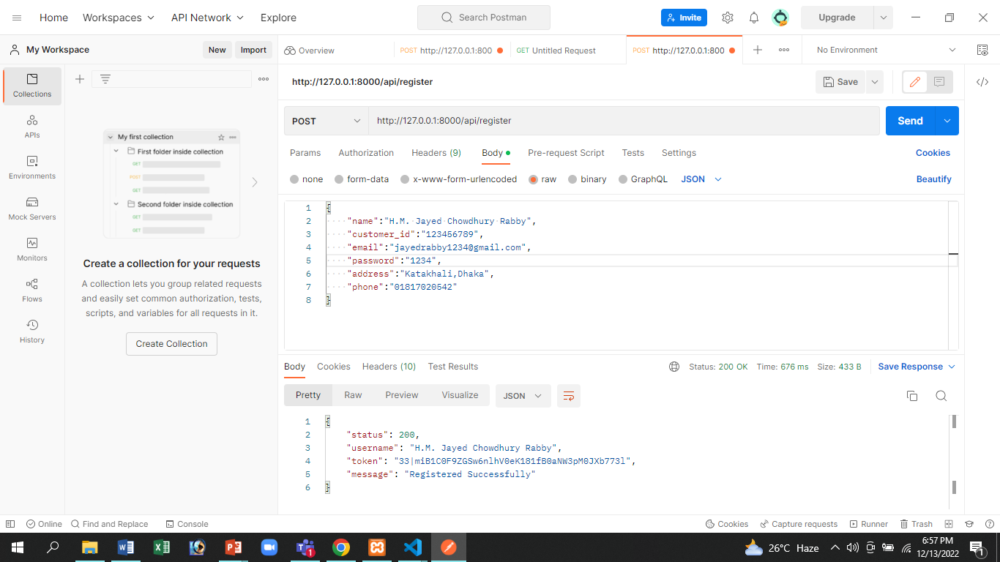 Home Workspaces API Network Explore Search Postman Invite Upgrade
My Workspace New Import Overview POST http://127.0.0.1:800 GET Untitled Request POST http://127.0.0.1:800 No Environment
Collections
APIs
Environments
Mock Servers
Monitors
Flows
History
My first collection
First folder inside collection
GET
POST
GET
Second folder inside collection
GET
GET
Create a collection for your requests
A collection lets you group related requests
and easily set common authorization, tests,
scripts, and variables for all requests in it.
Create Collection
http://127.0.0.1:8000/api/register Save
POST http://127.0.0.1:8000/api/register Send
Params Authorization Headers (9) Body Pre-request Script Tests Settings Cookies
none form-data x-www-form-urlencoded raw binary GraphQL JSON Beautify
1 {
2 "name":"H.M. Jayed Chowdhury Rabby",
3 "customer_id":"123456789",
4 "email":"jayedrabby1234@gmail.com",
5 "password":"1234",
6 "address":"Katakhali,Dhaka",
7 "phone":"01817020542"
8 }
Body Cookies Headers (10) Test Results Status: 200 OK Time: 676 ms Size: 433 B Save Response
Pretty Raw Preview Visualize JSON
1 {
2 "status": 200,
3 "username": "H.M. Jayed Chowdhury Rabby",
4 "token": "33|miB1C0F9ZGSw6nlhV0eK181fB0aNW3pM0JXb773l",
5 "message": "Registered Successfully"
6 }
Online Find and Replace Console Cookies Capture requests Runner Trash
26°C Haze 6:57 PM
12/13/2022
1
1